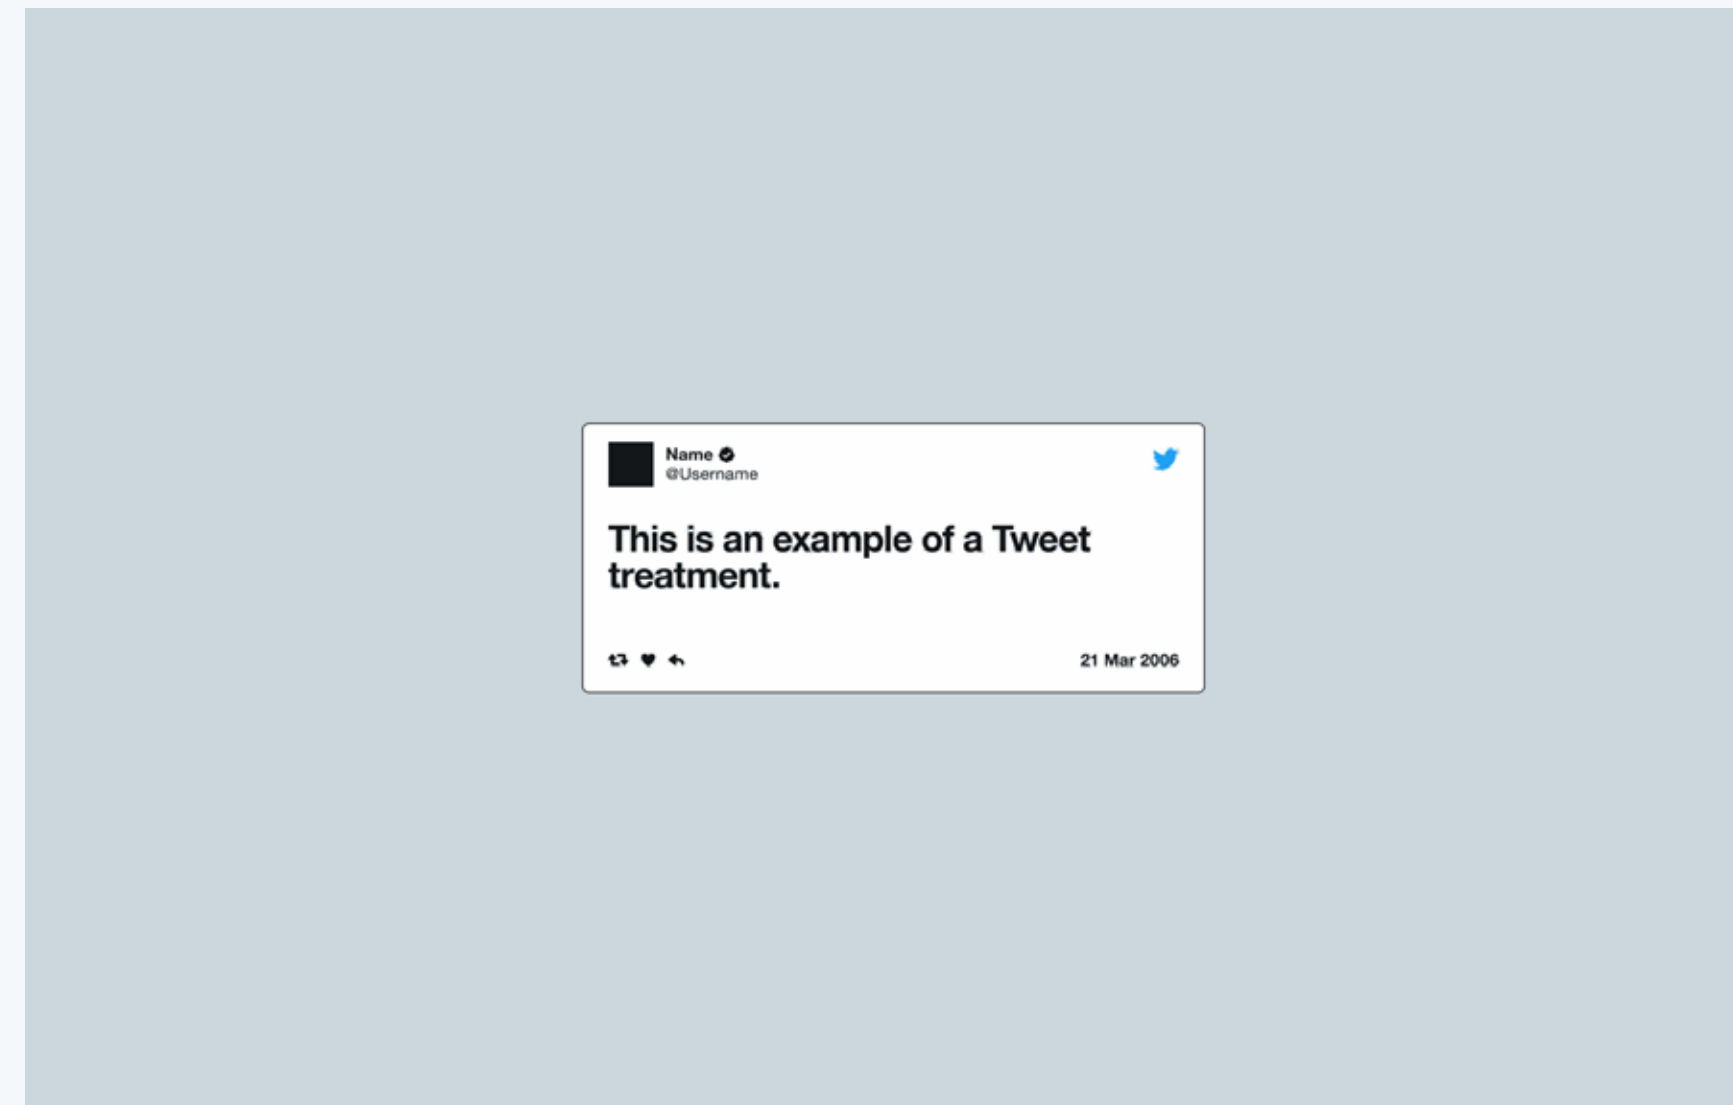 Name
@Username
This is an example of a Tweet
treatment.
21 Mar 2006